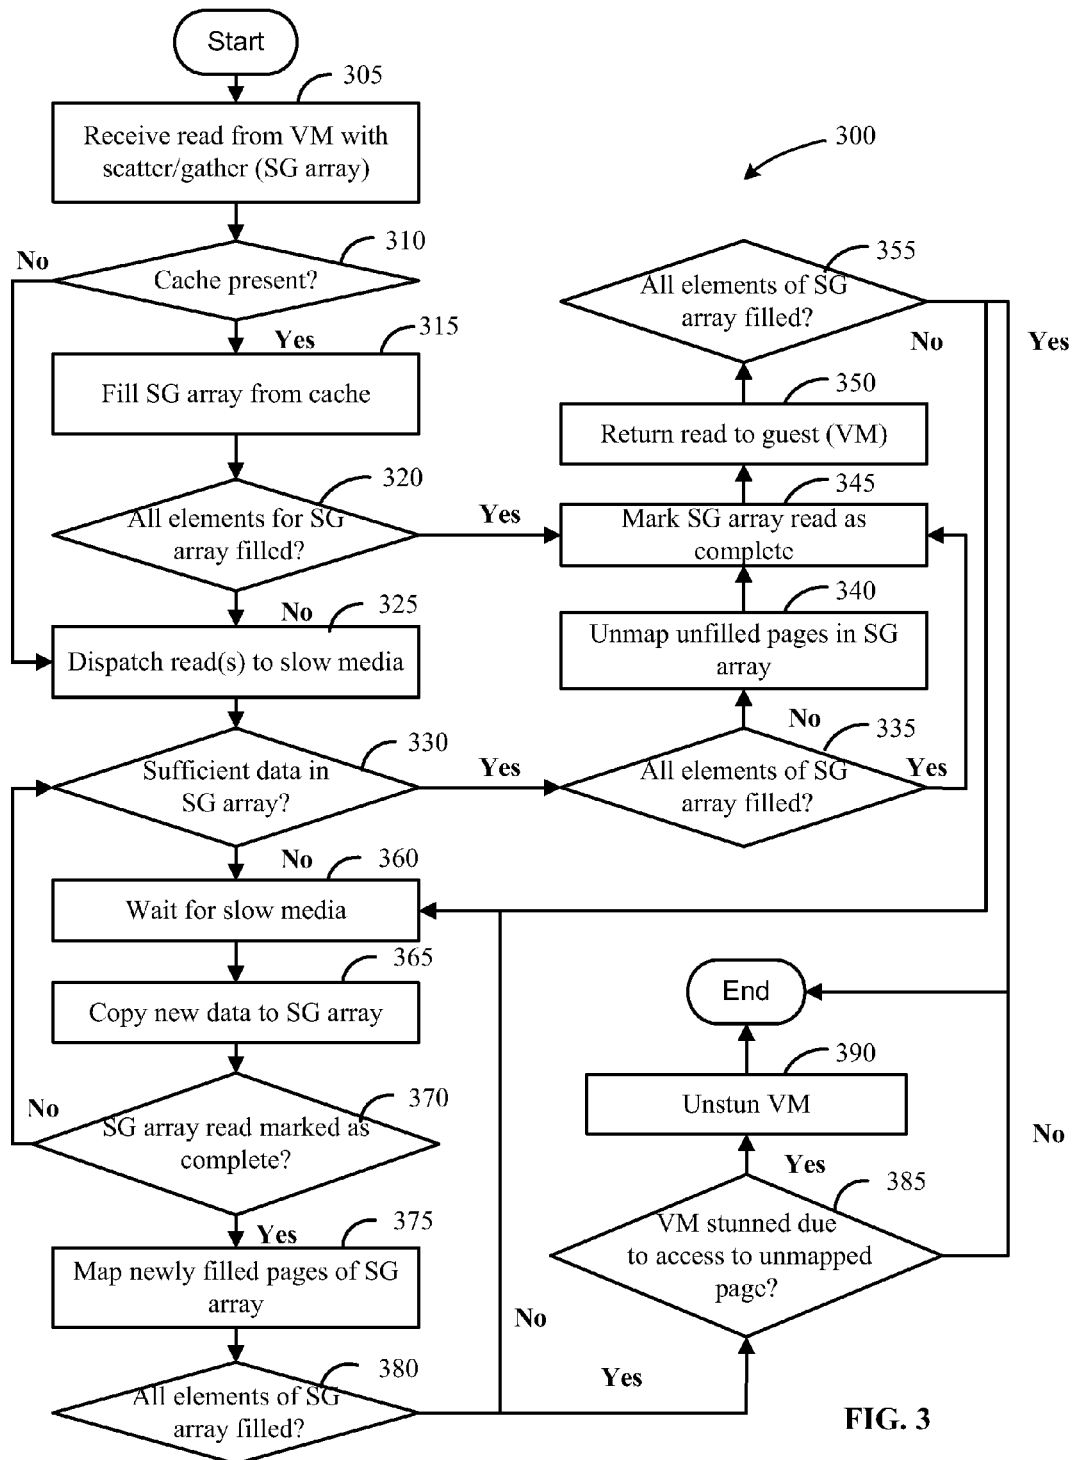 Start
305
Receive read from VM with
scatter/gather (SG array)
300
310
No
Cache present?
Yes
315
Fill SG array from cache
320
All elements for SG
array filled?
Yes
No
325
Dispatch read(s) to slow media
330
Sufficient data in
SG array?
Yes
No
360
Wait for slow media
365
Copy new data to SG array
370
No
SG array read marked as
complete?
Yes
375
Map newly filled pages of SG
array
380
All elements of SG
array filled?
No
Yes
355
All elements of SG
array filled?
No
Yes
350
Return read to guest (VM)
345
Mark SG array read as
complete
340
Unmap unfilled pages in SG
array
No
335
All elements of SG
array filled?
Yes
End
390
Unstun VM
Yes
No
385
VM stunned due
to access to unmapped
page?
FIG. 3